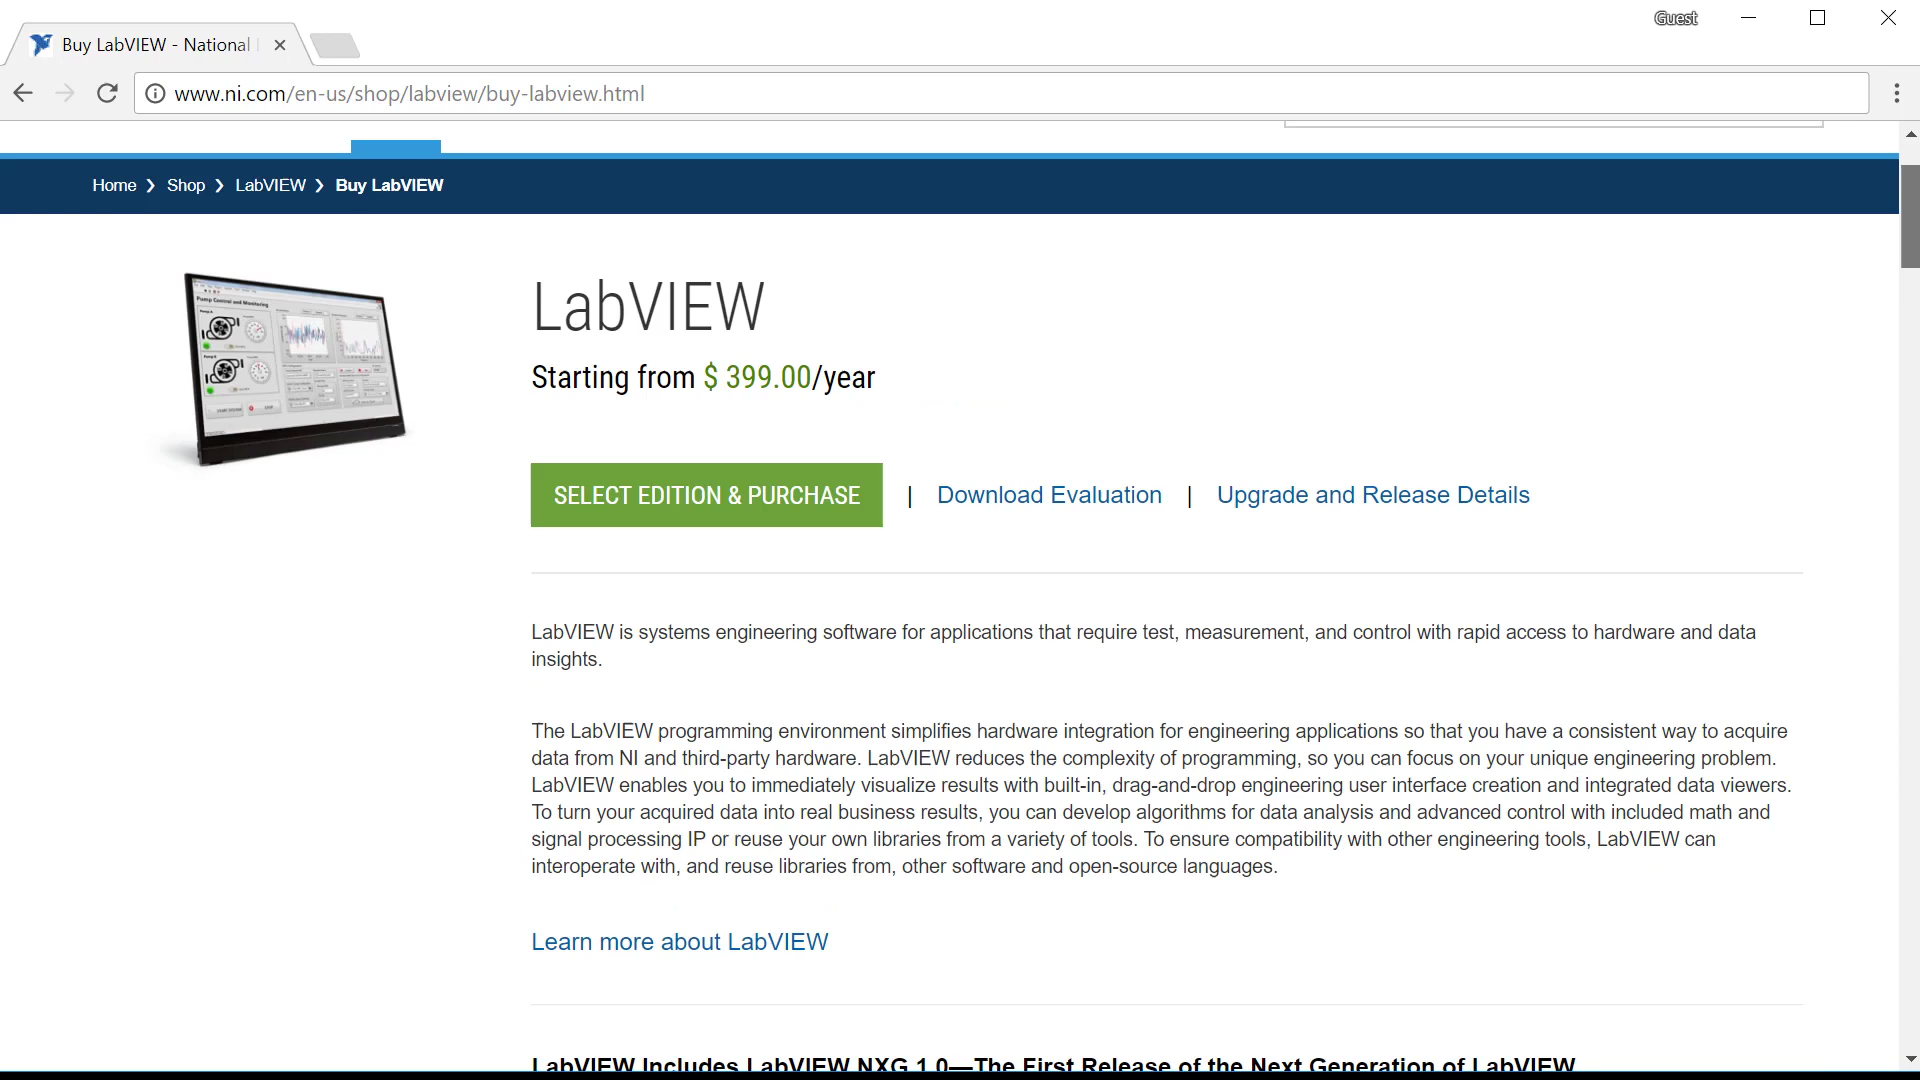 Guest
Buy LabVIEW - National
www.ni.com/en-us/shop/labview/buy-labview.html
Home ❯ Shop ❯ LabVIEW ❯ Buy LabVIEW
Pump Control and Monitoring
LabVIEW
Starting from $ 399.00/year
SELECT EDITION & PURCHASE | Download Evaluation | Upgrade and Release Details
LabVIEW is systems engineering software for applications that require test, measurement, and control with rapid access to hardware and data
insights.
The LabVIEW programming environment simplifies hardware integration for engineering applications so that you have a consistent way to acquire
data from NI and third-party hardware. LabVIEW reduces the complexity of programming, so you can focus on your unique engineering problem.
LabVIEW enables you to immediately visualize results with built-in, drag-and-drop engineering user interface creation and integrated data viewers.
To turn your acquired data into real business results, you can develop algorithms for data analysis and advanced control with included math and
signal processing IP or reuse your own libraries from a variety of tools. To ensure compatibility with other engineering tools, LabVIEW can
interoperate with, and reuse libraries from, other software and open-source languages.
Learn more about LabVIEW
LabVIEW Includes LabVIEW NXG 1.0—The First Release of the Next Generation of LabVIEW